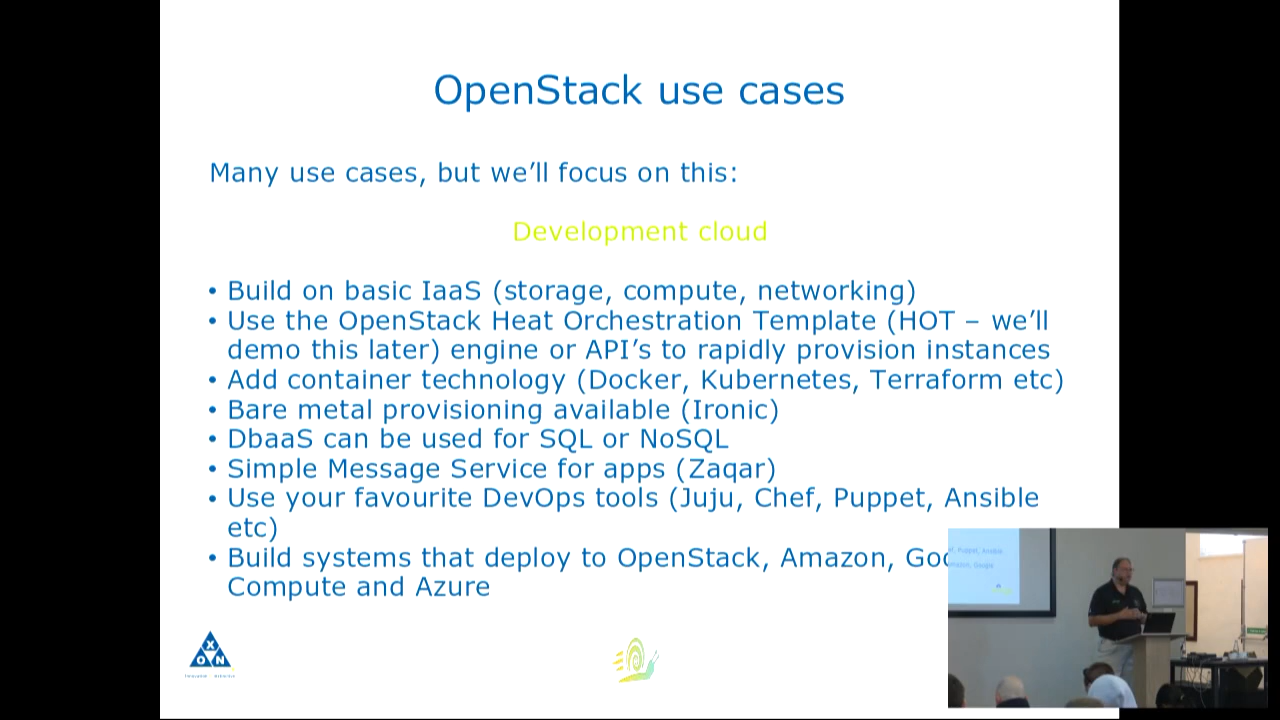 OpenStack use cases
Many use cases, but we’ll focus on this:
Development cloud
• Build on basic IaaS (storage, compute, networking)
• Use the OpenStack Heat Orchestration Template (HOT – we’ll
demo this later) engine or API’s to rapidly provision instances
• Add container technology (Docker, Kubernetes, Terraform etc)
• Bare metal provisioning available (Ironic)
• DbaaS can be used for SQL or NoSQL
• Simple Message Service for apps (Zaqar)
• Use your favourite DevOps tools (Juju, Chef, Puppet, Ansible
etc)
• Build systems that deploy to OpenStack, Amazon, Goo
Compute and Azure
X
O N